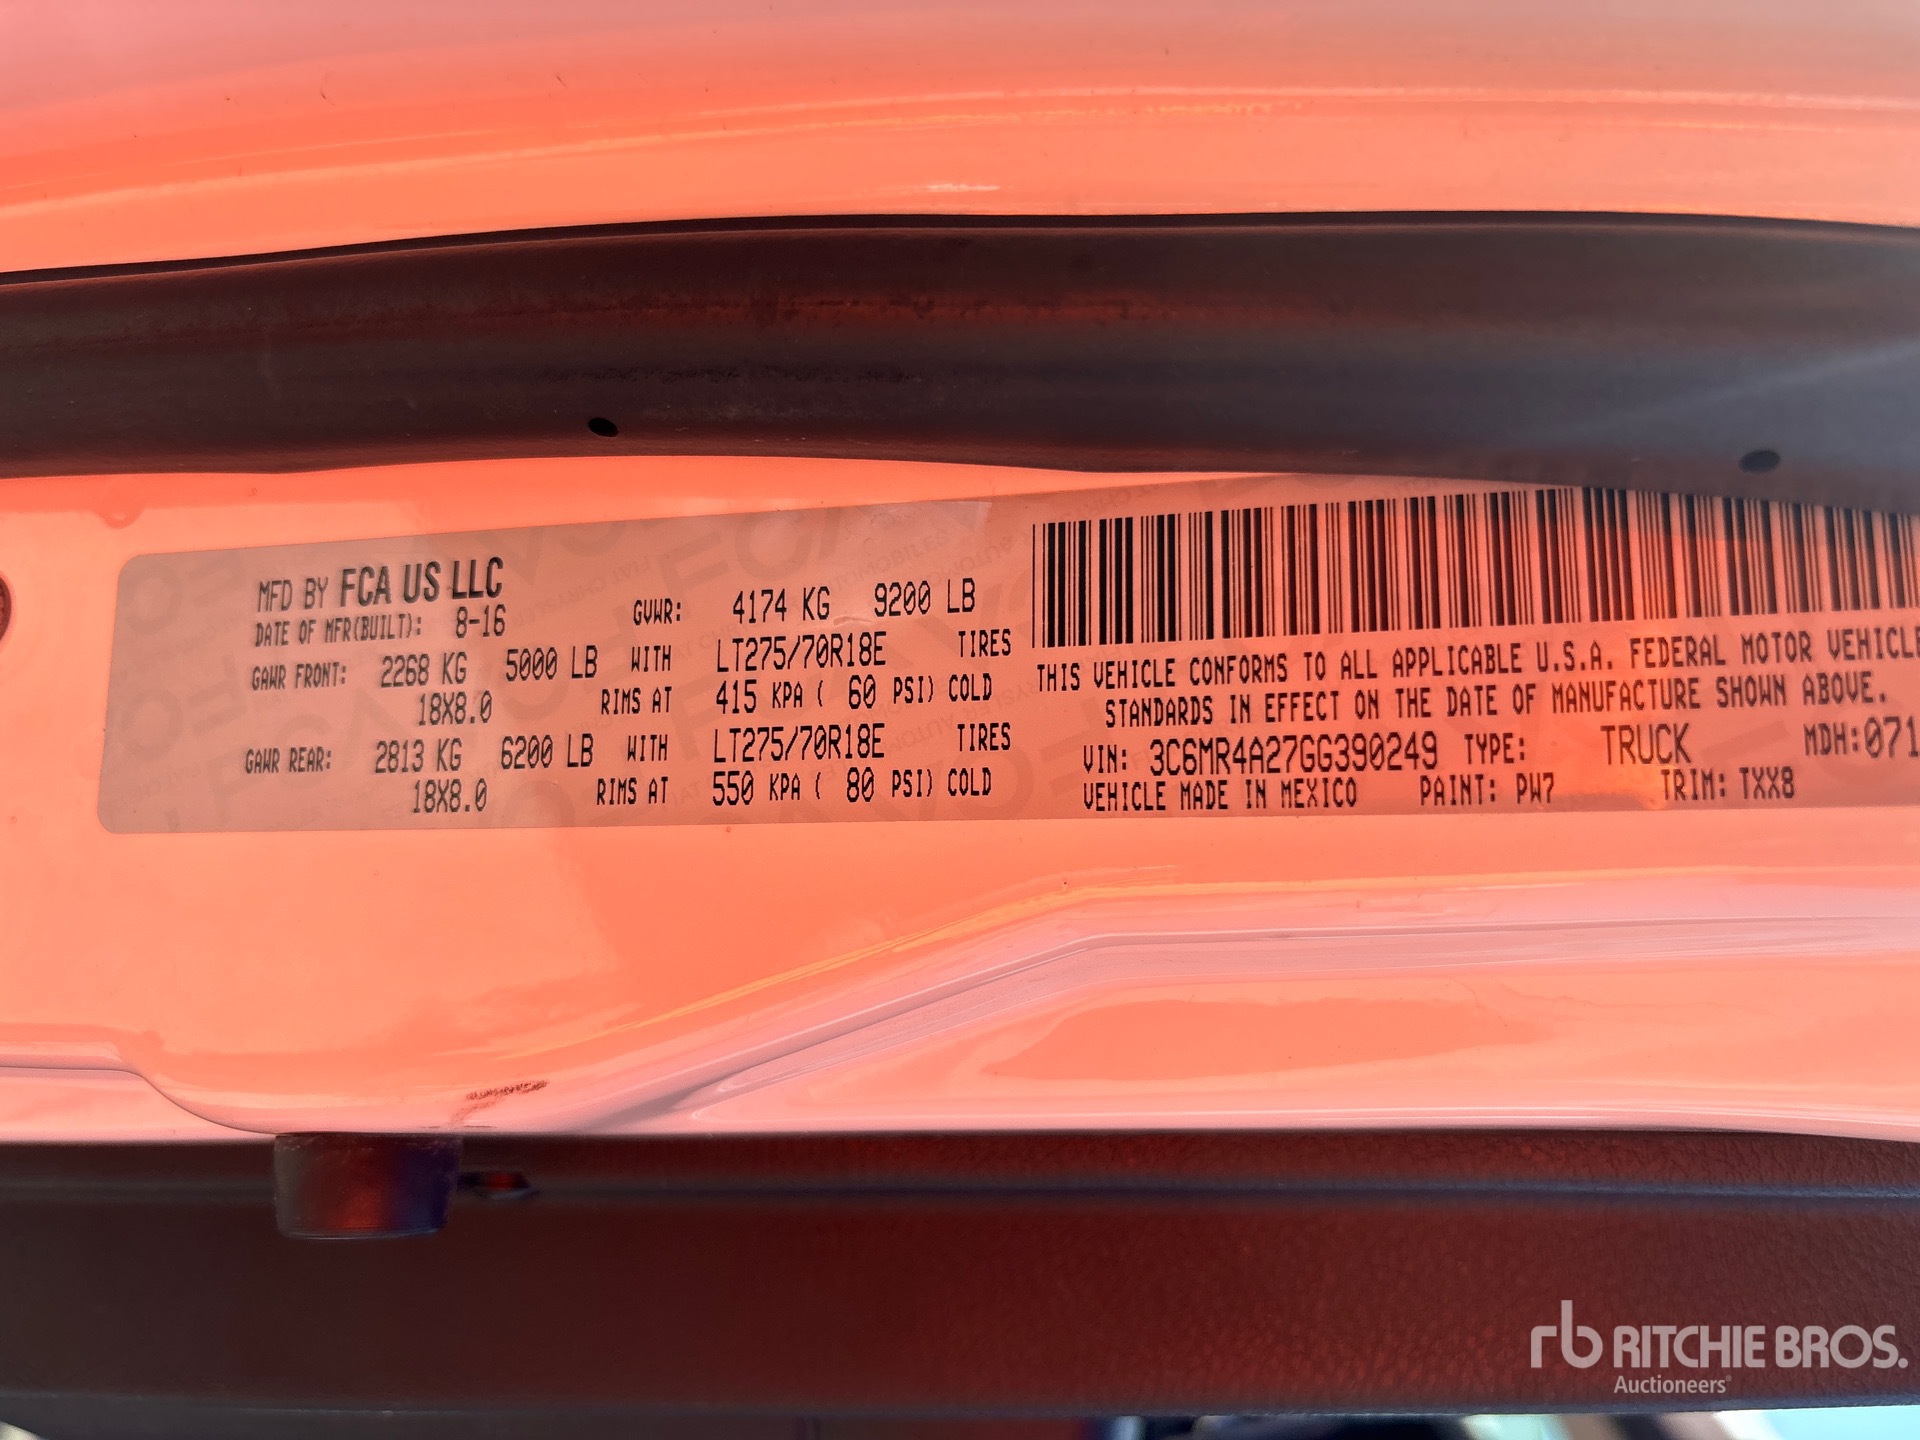 MFD BY FCA US LLC
DATE OF MFR(BUILT): 8-16
GVWR: 4174 KG 9200 LB
GAWR FRONT: 2268 KG 5000 LB WITH LT275/70R18E TIRES
18X8.0 RIMS AT 415 KPA ( 60 PSI) COLD
GAWR REAR: 2813 KG 6200 LB WITH LT275/70R18E TIRES
18X8.0 RIMS AT 550 KPA ( 80 PSI) COLD
THIS VEHICLE CONFORMS TO ALL APPLICABLE U.S.A. FEDERAL MOTOR VEHICLE
STANDARDS IN EFFECT ON THE DATE OF MANUFACTURE SHOWN ABOVE.
VIN: 3C6MR4A27GG390249 TYPE: TRUCK MDH:071
VEHICLE MADE IN MEXICO PAINT: PW7 TRIM: TXX8
rb RITCHIE BROS.
Auctioneers